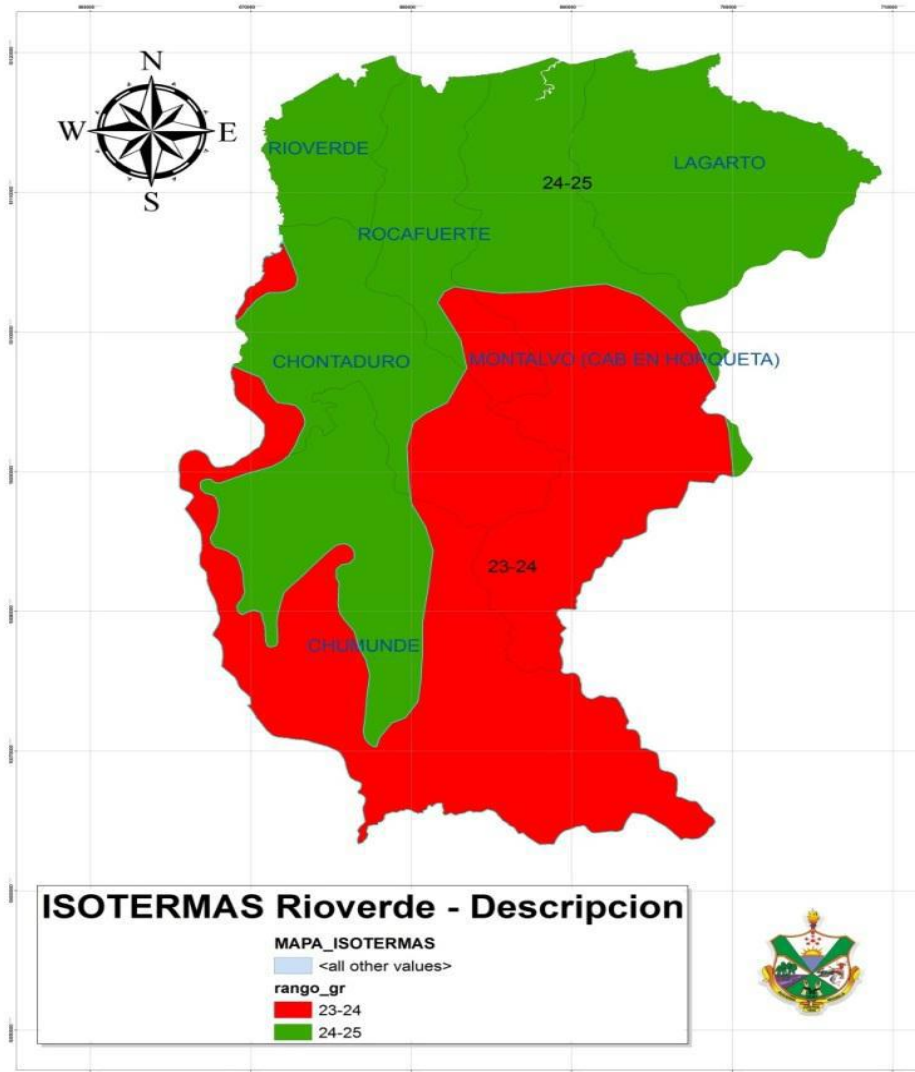 N
W E
S
RIOVERDE
LAGARTO
24-25
ROCAFUERTE
CHONTADURO
MONTALVO (CAB EN HORQUETA)
23-24
CHUMUNDE
ISOTERMAS Rioverde - Descripcion
MAPA_ISOTERMAS
<all other values>
rango_gr
23-24
24-25